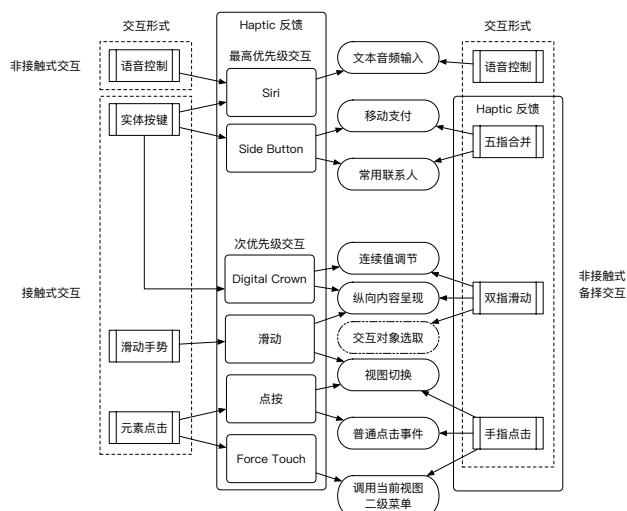 交互形式
Haptic 反馈
交互形式
最高优先级交互
非接触式交互
语音控制
文本音频输入
语音控制
Siri
Haptic 反馈
实体按键
移动支付
五指合并
Side Button
常用联系人
次优先级交互
连续值调节
Digital Crown
非接触式
备择交互
接触式交互
纵向内容呈现
双指滑动
滑动手势
滑动
交互对象选取
视图切换
点按
元素点击
普通点击事件
手指点击
Force Touch
调用当前视图
二级菜单